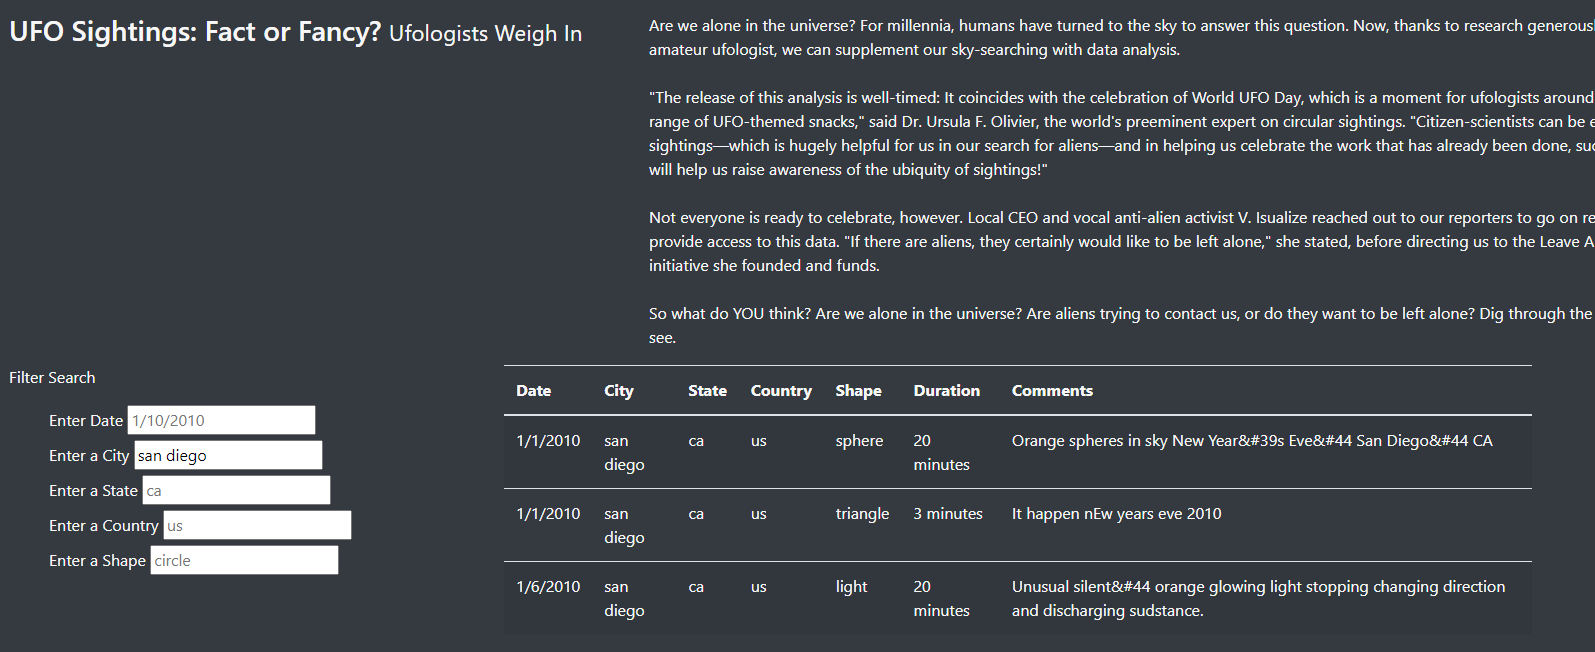 UFO Sightings: Fact or Fancy? Ufologists Weigh In
Are we alone in the universe? For millennia, humans have turned to the sky to answer this question. Now, thanks to research
amateur ufologist, we can supplement our sky-searching with data analysis.
"The release of this analysis is well-timed: It coincides with the celebration of World UFO Day, which is a moment for ufologists around
range of UFO-themed snacks," said Dr. Ursula F. Olivier, the world's preeminent expert on circular sightings. "Citizen-scientists can be
sightings—which is hugely helpful for us in our search for aliens—and in helping us celebrate the work that has already been done,
will help us raise awareness of the ubiquity of sightings!"
Not everyone is ready to celebrate, however. Local CEO and vocal anti-alien activist V. Isualize reached out to our reporters to go on
provide access to this data. "If there are aliens, they certainly would like to be left alone," she stated, before directing us to the Leave
initiative she founded and funds.
So what do YOU think? Are we alone in the universe? Are aliens trying to contact us, or do they want to be left alone? Dig through the
see.
Filter Search
Enter Date 1/10/2010
Enter a City san diego
Enter a State ca
Enter a Country us
Enter a Shape circle
Date City State Country Shape Duration Comments
1/1/2010 san diego ca us sphere 20 minutes Orange spheres in sky New Year&#39s Eve&#44 San Diego&#44 CA
1/1/2010 san diego ca us triangle 3 minutes It happen nEw years eve 2010
1/6/2010 san diego ca us light 20 minutes Unusual silent&#44 orange glowing light stopping changing direction
and discharging sudstance.